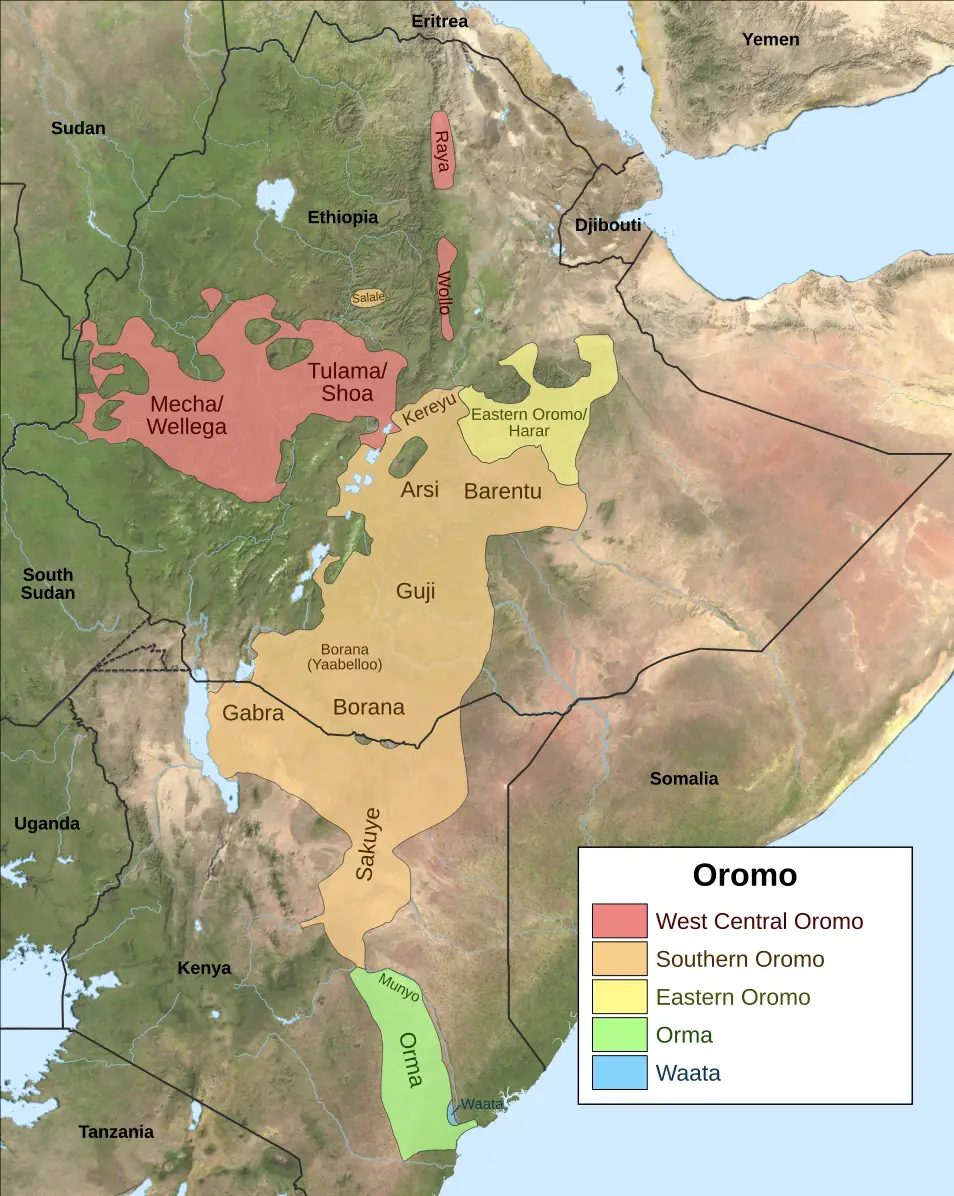 Eritrea
Yemen
Sudan
Raya
Ethiopia
Djibouti
Wollo
Salale
Tulama/
Shoa
Mecha/
Wellega
Kereyu
Eastern Oromo/
Harar
Arsi
Barentu
South
Sudan
Guji
Borana
(Yaabelloo)
Gabra
Borana
Somalia
Uganda
Sakuye
Kenya
Munyo
Orma
Waata
Tanzania
Oromo
West Central Oromo
Southern Oromo
Eastern Oromo
Orma
Waata